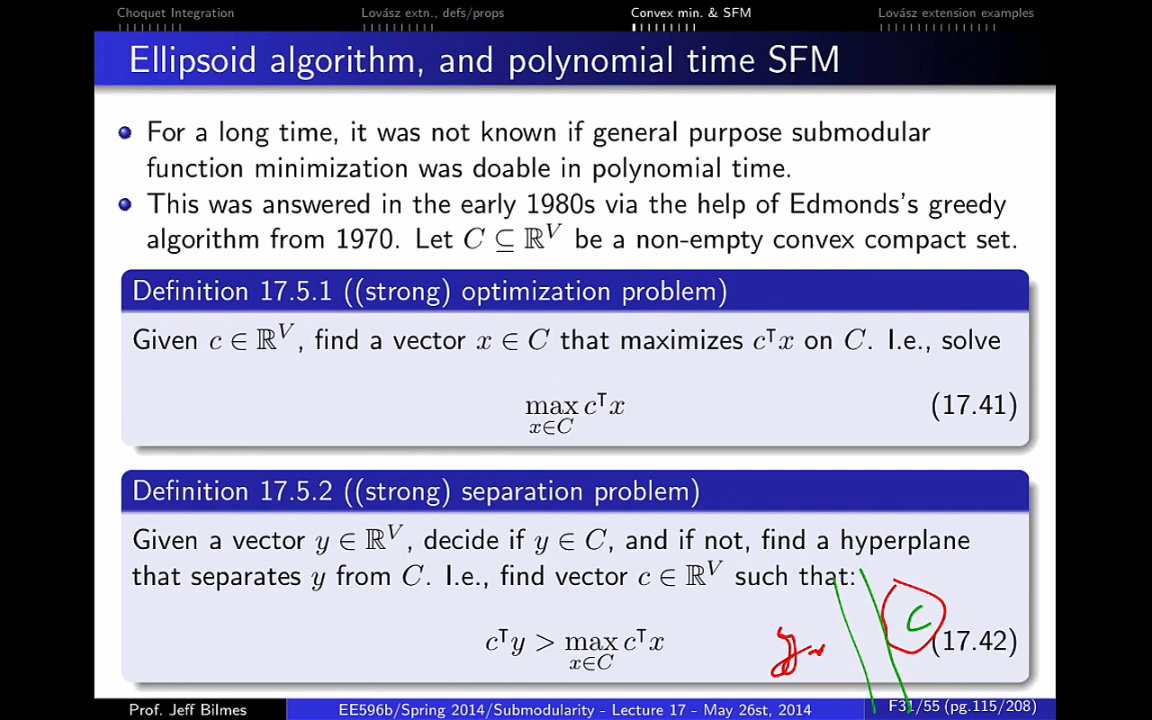 Choquet Integration Lovász extn., defs/props Convex min. & SFM Lovász extension examples
Ellipsoid algorithm, and polynomial time SFM
For a long time, it was not known if general purpose submodular
function minimization was doable in polynomial time.
This was answered in the early 1980s via the help of Edmonds's greedy
algorithm from 1970. Let C ⊆ ℝ^V be a non-empty convex compact set.
Definition 17.5.1 ((strong) optimization problem)
Given c ∈ ℝ^V, find a vector x ∈ C that maximizes c⊺x on C. I.e., solve
max c⊺x (17.41)
x∈C
Definition 17.5.2 ((strong) separation problem)
Given a vector y ∈ ℝ^V, decide if y ∈ C, and if not, find a hyperplane
that separates y from C. I.e., find vector c ∈ ℝ^V such that:
c⊺y > max c⊺x (17.42)
x∈C
y
C
Prof. Jeff Bilmes EE596b/Spring 2014/Submodularity - Lecture 17 - May 26st, 2014 F31/55 (pg.115/208)